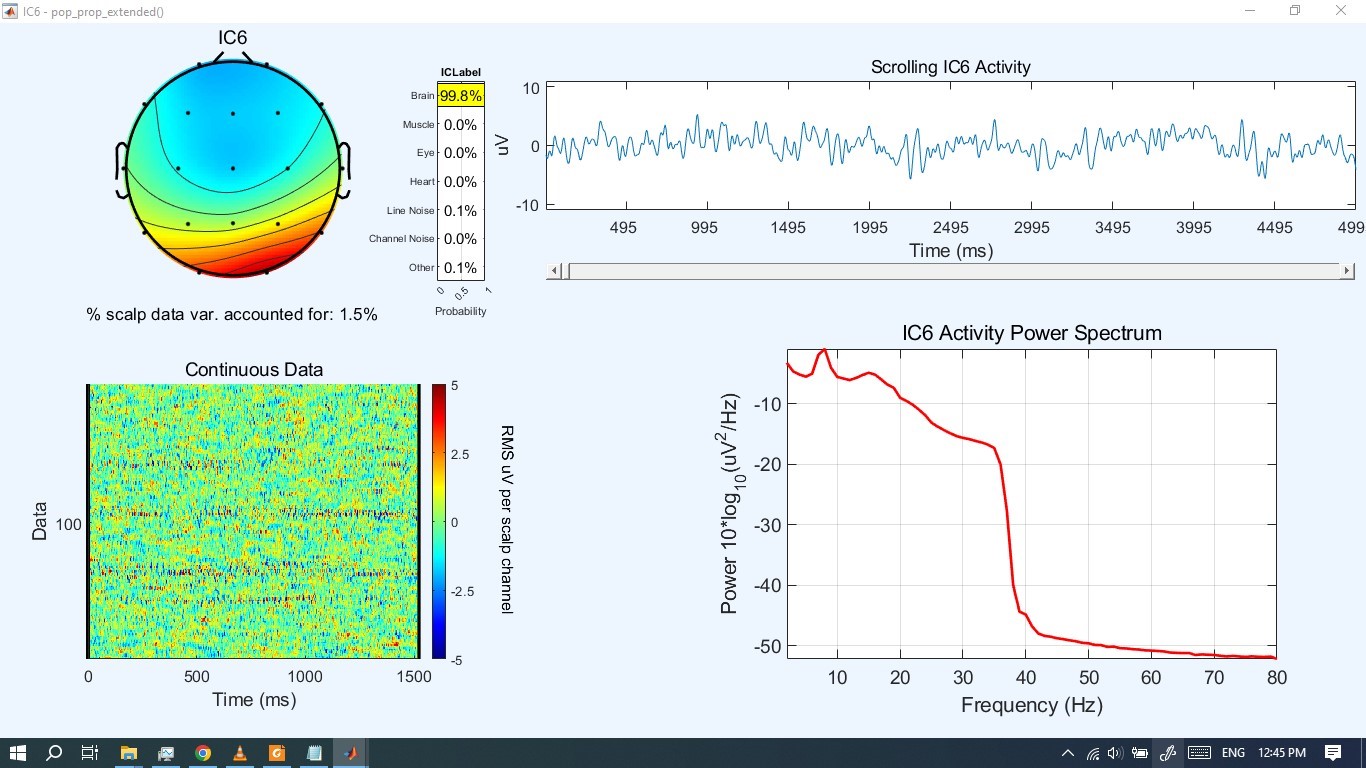 IC6 - pop_prop_extended()
IC6
ICLabel
Brain 99.8%
Muscle 0.0%
Eye 0.0%
Heart 0.0%
Line Noise 0.1%
Channel Noise 0.0%
Other 0.1%
0 0.5 1
Probability
% scalp data var. accounted for: 1.5%
Scrolling IC6 Activity
10
0
-10
uV
495 995 1495 1995 2495 2995 3495 3995 4495 499
Time (ms)
Continuous Data
Data
100
0 500 1000 1500
Time (ms)
5
2.5
0
-2.5
-5
RMS uV per scalp channel
IC6 Activity Power Spectrum
Power 10*log10(uV2/Hz)
-10
-20
-30
-40
-50
10 20 30 40 50 60 70 80
Frequency (Hz)
ENG 12:45 PM